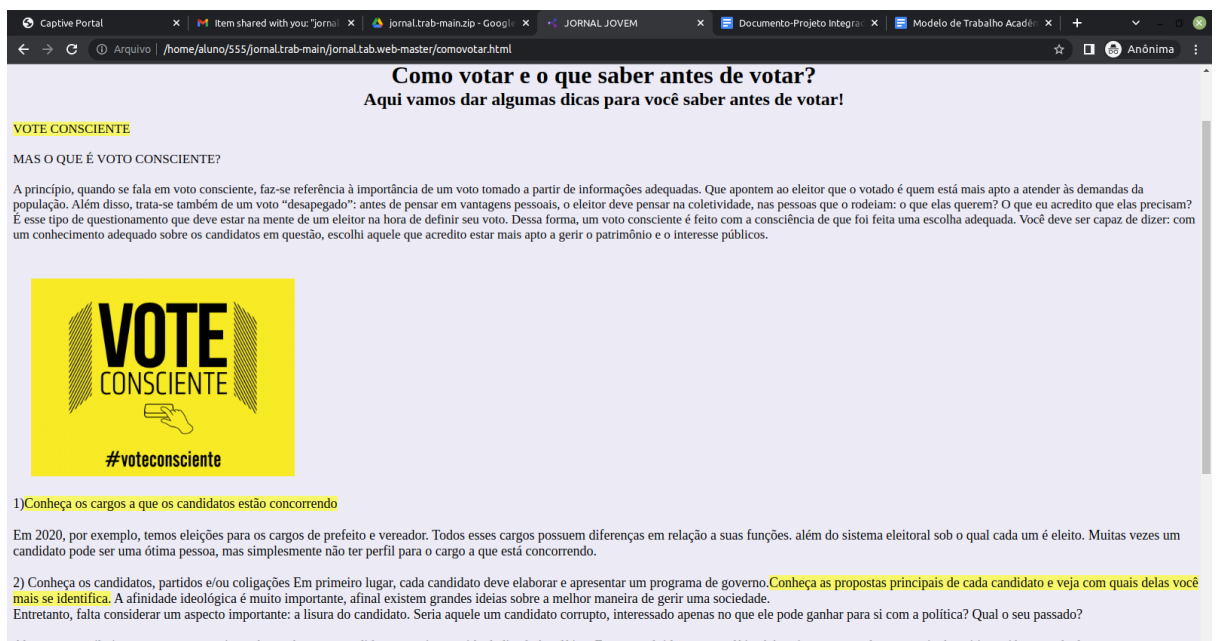 Captive Portal
Item shared with you: "jornal
jornal.trab-main.zip - Google
JORNAL JOVEM
Documento-Projeto Integrac
Modelo de Trabalho Acadêm
Arquivo | /home/aluno/555/jornal.trab-main/jornal.tab.web-master/comovotar.html
Anônima
Como votar e o que saber antes de votar?
Aqui vamos dar algumas dicas para você saber antes de votar!
VOTE CONSCIENTE
MAS O QUE É VOTO CONSCIENTE?
A princípio, quando se fala em voto consciente, faz-se referência à importância de um voto tomado a partir de informações adequadas. Que apontem ao eleitor que o votado é quem está mais apto a atender às demandas da
população. Além disso, trata-se também de um voto “desapegado”: antes de pensar em vantagens pessoais, o eleitor deve pensar na coletividade, nas pessoas que o rodeiam: o que elas querem? O que eu acredito que elas precisam?
É esse tipo de questionamento que deve estar na mente de um eleitor na hora de definir seu voto. Dessa forma, um voto consciente é feito com a consciência de que foi feita uma escolha adequada. Você deve ser capaz de dizer: com
um conhecimento adequado sobre os candidatos em questão, escolhi aquele que acredito estar mais apto a gerir o patrimônio e o interesse públicos.
VOTE
CONSCIENTE
#voteconsciente
1)Conheça os cargos a que os candidatos estão concorrendo
Em 2020, por exemplo, temos eleições para os cargos de prefeito e vereador. Todos esses cargos possuem diferenças em relação a suas funções. além do sistema eleitoral sob o qual cada um é eleito. Muitas vezes um
candidato pode ser uma ótima pessoa, mas simplesmente não ter perfil para o cargo a que está concorrendo.
2) Conheça os candidatos, partidos e/ou coligações Em primeiro lugar, cada candidato deve elaborar e apresentar um programa de governo.Conheça as propostas principais de cada candidato e veja com quais delas você
mais se identifica. A afinidade ideológica é muito importante, afinal existem grandes ideias sobre a melhor maneira de gerir uma sociedade.
Entretanto, falta considerar um aspecto importante: a lisura do candidato. Seria aquele um candidato corrupto, interessado apenas no que ele pode ganhar para si com a política? Qual o seu passado?